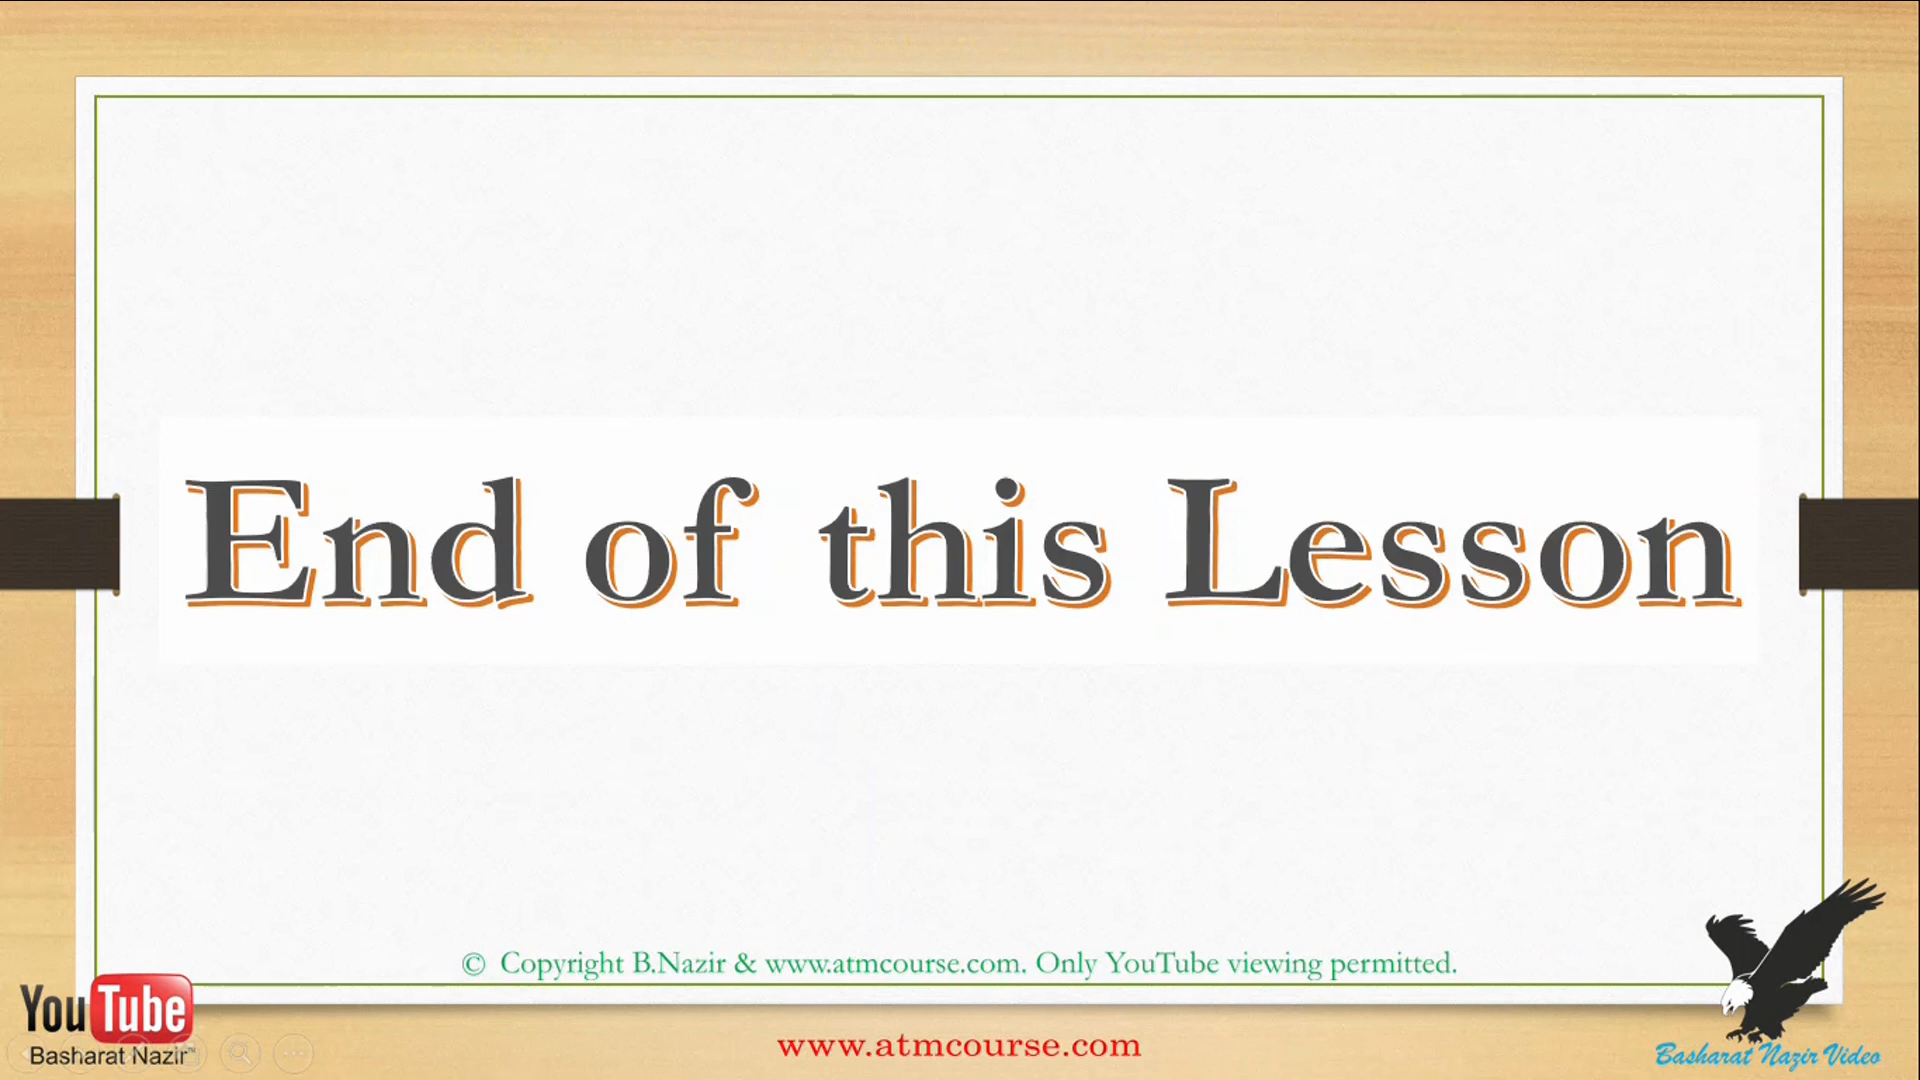 End of this Lesson
© Copyright B.Nazir & www.atmcourse.com. Only YouTube viewing permitted.
YouTube
Basharat Nazir™
www.atmcourse.com
Basharat Nazir Video